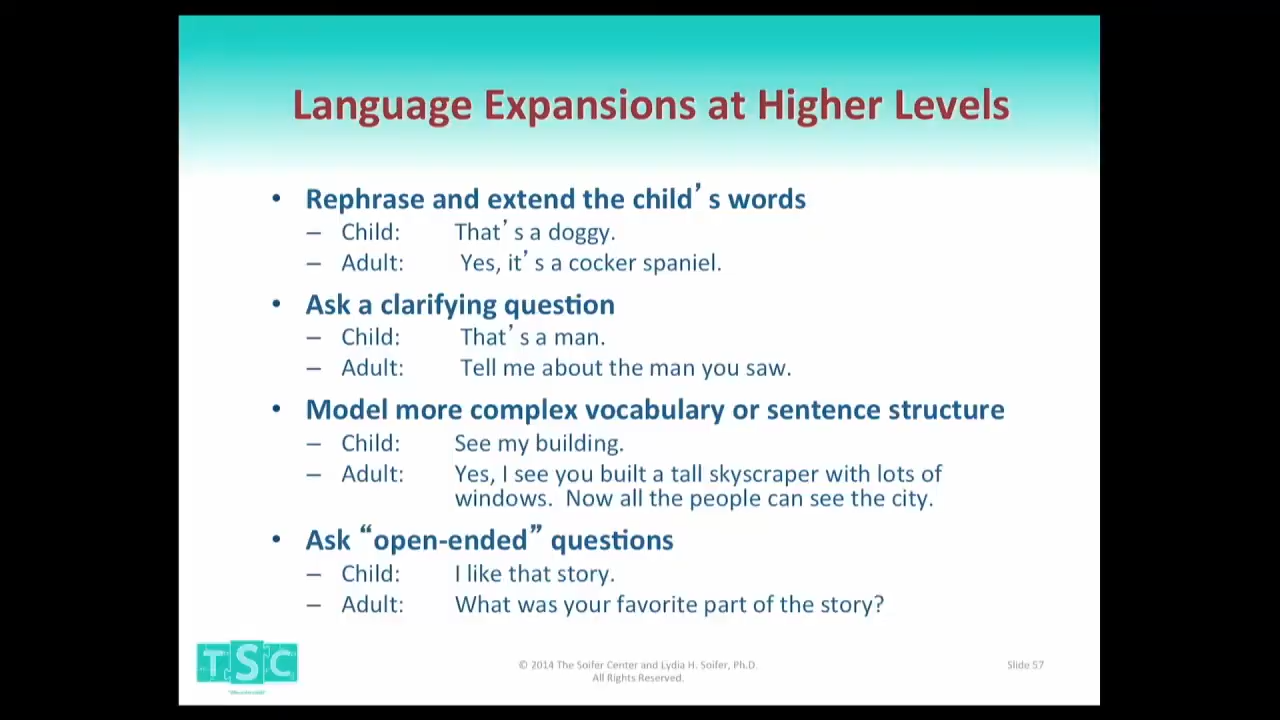 Language Expansions at Higher Levels
• Rephrase and extend the child’s words
– Child: That’s a doggy.
– Adult: Yes, it’s a cocker spaniel.
• Ask a clarifying question
– Child: That’s a man.
– Adult: Tell me about the man you saw.
• Model more complex vocabulary or sentence structure
– Child: See my building.
– Adult: Yes, I see you built a tall skyscraper with lots of
windows. Now all the people can see the city.
• Ask “open-ended” questions
– Child: I like that story.
– Adult: What was your favorite part of the story?
TSC
© 2014 The Soifer Center and Lydia H. Soifer, Ph.D.
All Rights Reserved.
Slide 57